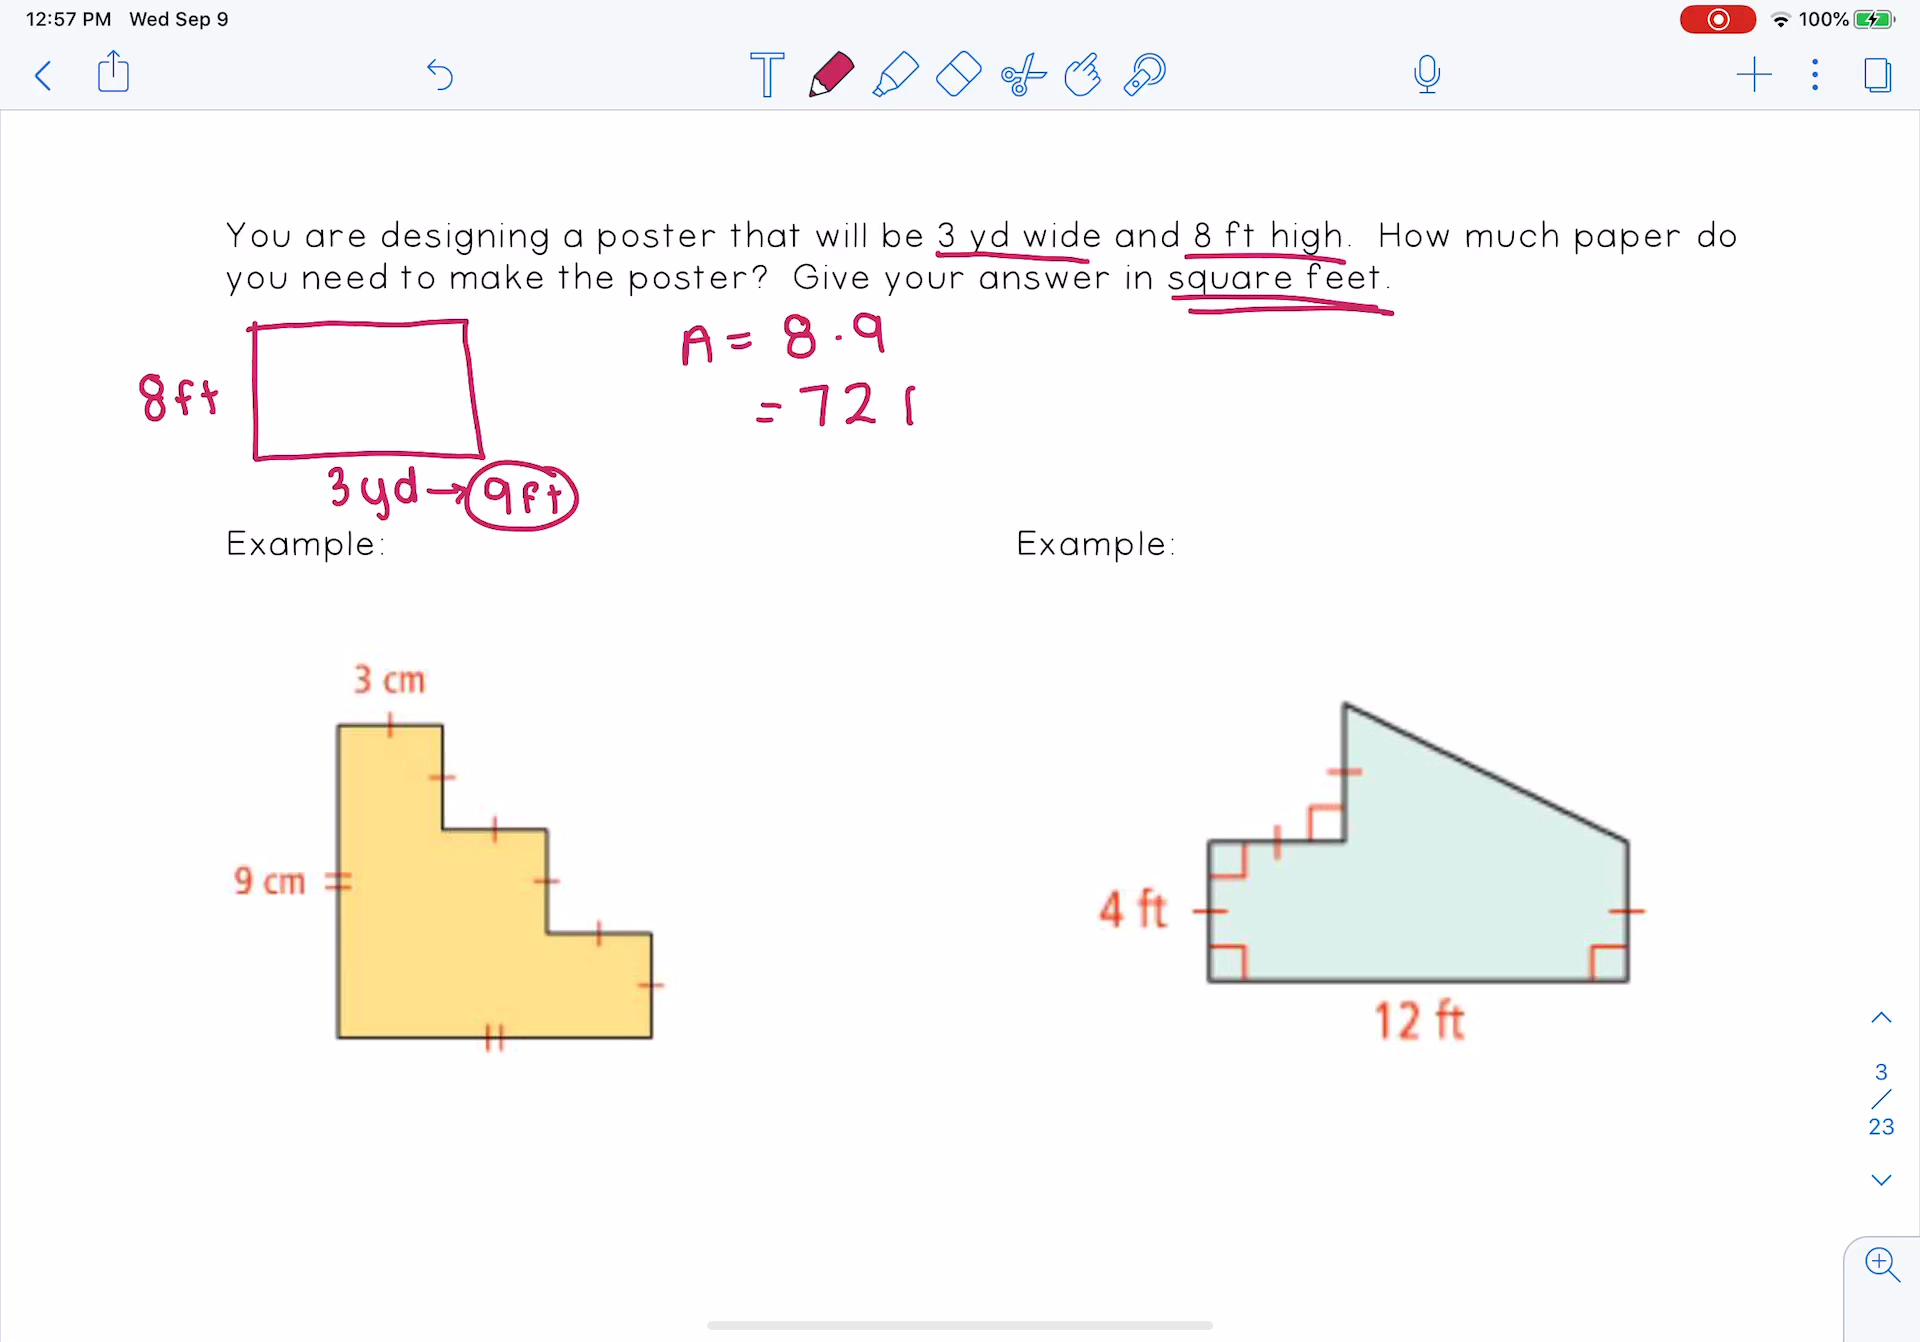 12:57 PM Wed Sep 9
100%
You are designing a poster that will be 3 yd wide and 8 ft high. How much paper do
you need to make the poster? Give your answer in square feet.
A = 8 · 9
= 72
8ft
3yd → 9ft
Example:
Example:
3 cm
9 cm
4 ft
12 ft
3
/
23